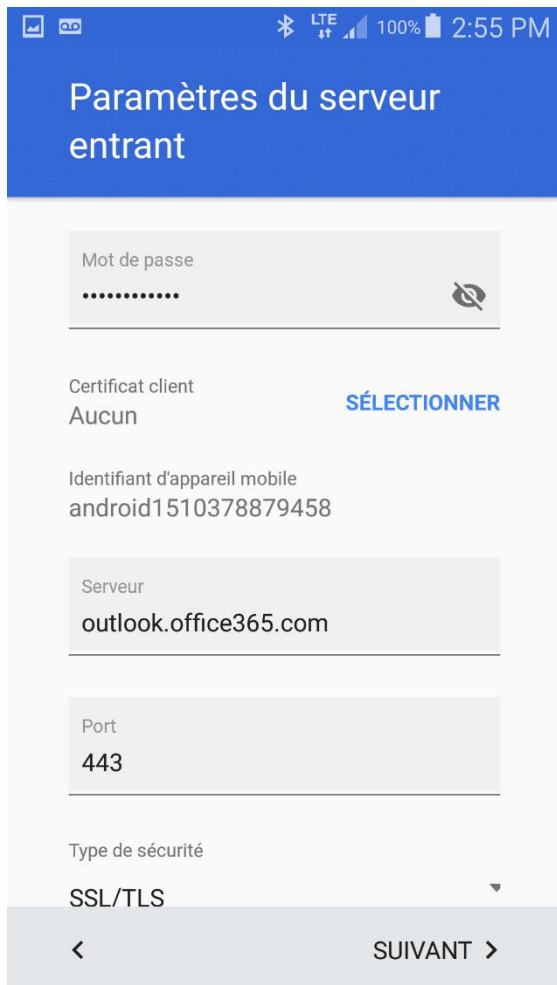 LTE 100% 2:55 PM
Paramètres du serveur
entrant
Mot de passe
••••••••••••
Certificat client
Aucun
SÉLECTIONNER
Identifiant d'appareil mobile
android1510378879458
Serveur
outlook.office365.com
Port
443
Type de sécurité
SSL/TLS
SUIVANT